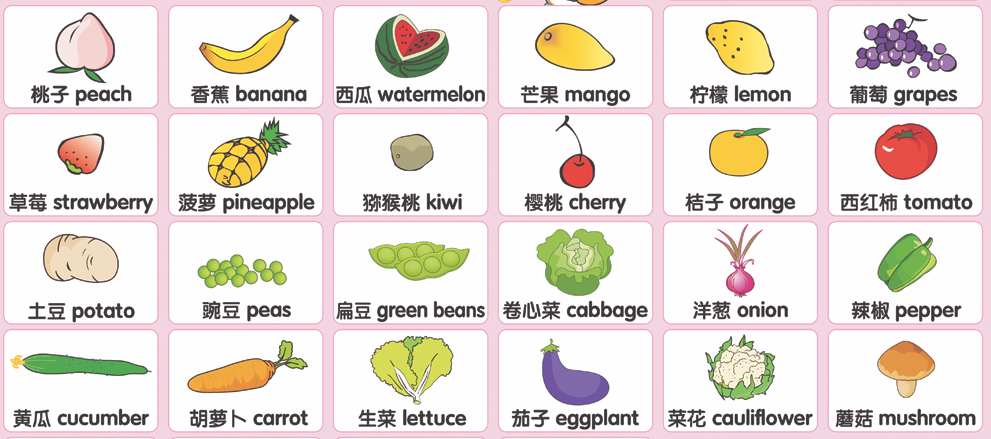 桃子 peach
香蕉 banana
西瓜 watermelon
芒果 mango
柠檬 lemon
葡萄 grapes
草莓 strawberry
菠萝 pineapple
猕猴桃 kiwi
樱桃 cherry
桔子 orange
西红柿 tomato
土豆 potato
豌豆 peas
扁豆 green beans
卷心菜 cabbage
洋葱 onion
辣椒 pepper
黄瓜 cucumber
胡萝卜 carrot
生菜 lettuce
茄子 eggplant
菜花 cauliflower
蘑菇 mushroom